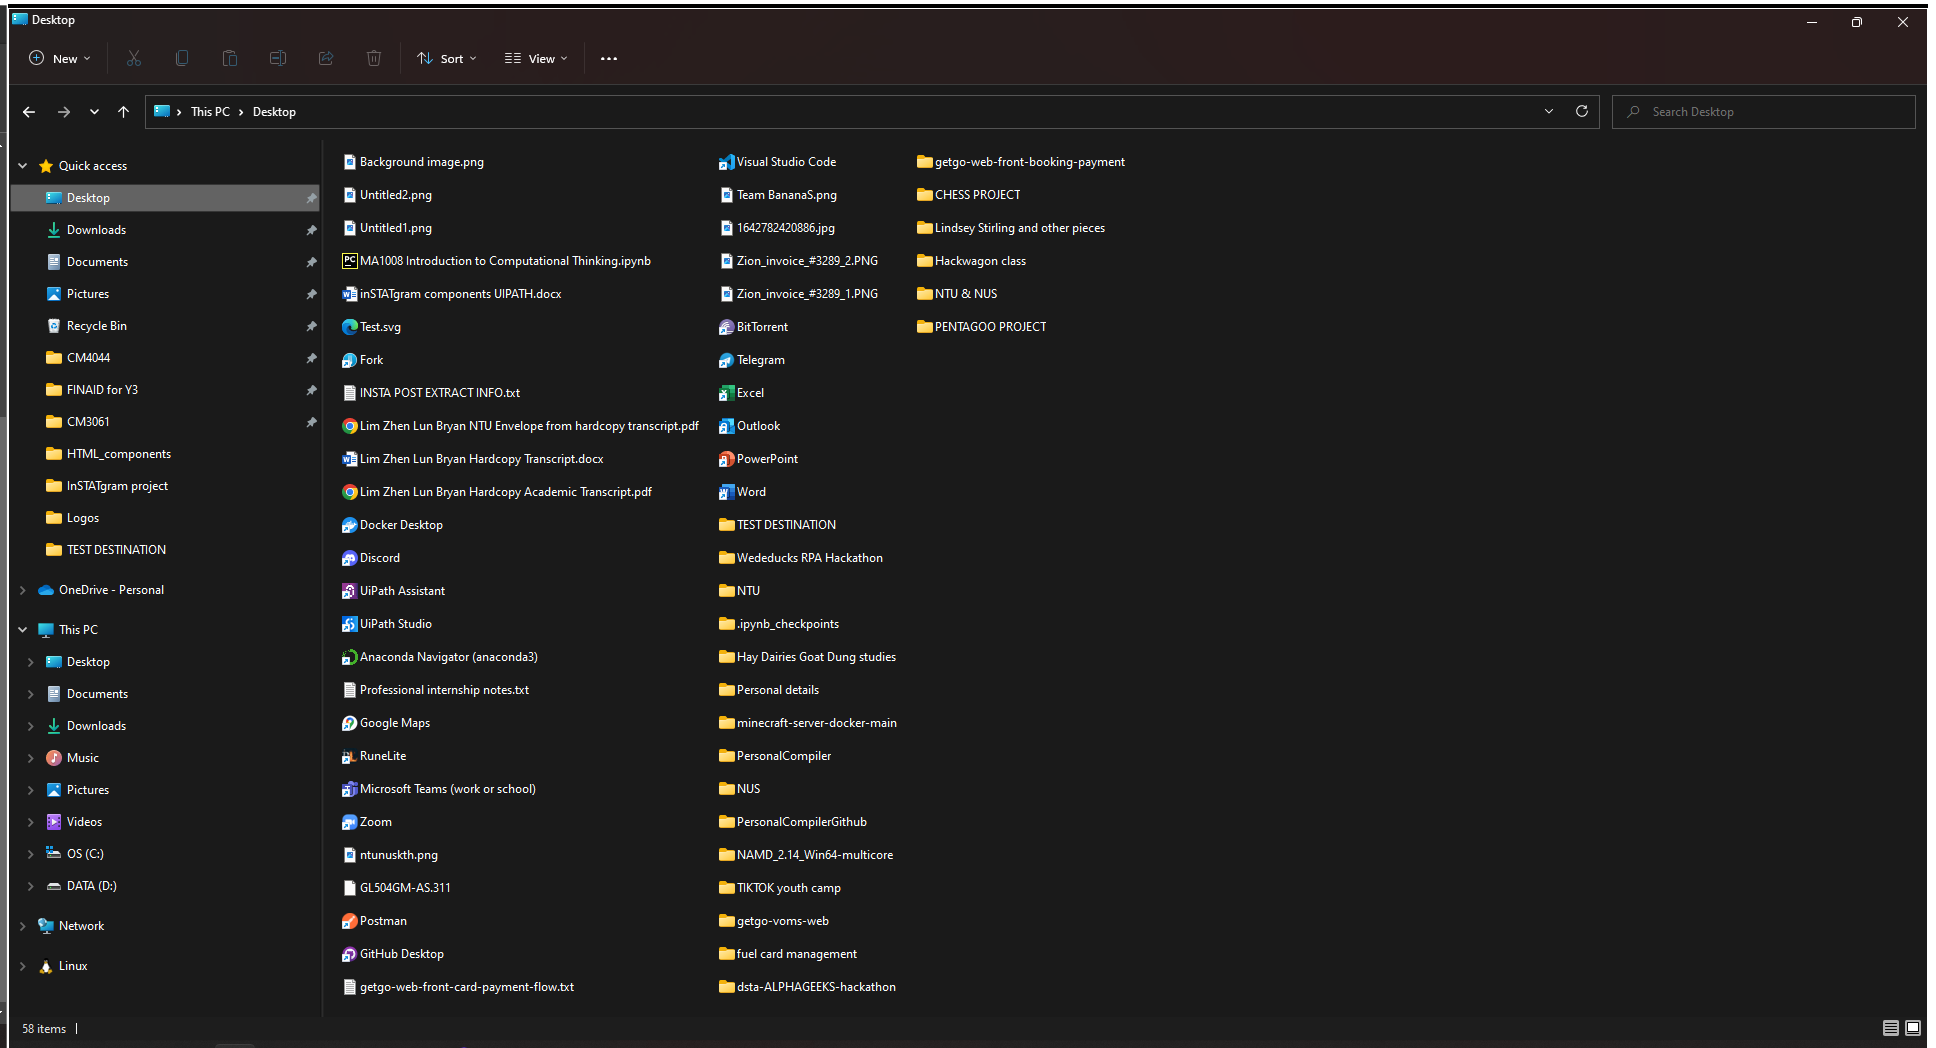 Desktop
New
Sort
View
This PC
Desktop
Search Desktop
Quick access
Desktop
Downloads
Documents
Pictures
Recycle Bin
CM4044
FINAID for Y3
CM3061
HTML_components
InSTATgram project
Logos
TEST DESTINATION
OneDrive - Personal
This PC
Desktop
Documents
Downloads
Music
Pictures
Videos
OS (C:)
DATA (D:)
Network
Linux
Background image.png
Untitled2.png
Untitled1.png
MA1008 Introduction to Computational Thinking.ipynb
inSTATgram components UIPATH.docx
Test.svg
Fork
INSTA POST EXTRACT INFO.txt
Lim Zhen Lun Bryan NTU Envelope from hardcopy transcript.pdf
Lim Zhen Lun Bryan Hardcopy Transcript.docx
Lim Zhen Lun Bryan Hardcopy Academic Transcript.pdf
Docker Desktop
Discord
UiPath Assistant
UiPath Studio
Anaconda Navigator (anaconda3)
Professional internship notes.txt
Google Maps
RuneLite
Microsoft Teams (work or school)
Zoom
ntunuskth.png
GL504GM-AS.311
Postman
GitHub Desktop
getgo-web-front-card-payment-flow.txt
Visual Studio Code
Team BananaS.png
1642782420886.jpg
Zion_invoice_#3289_2.PNG
Zion_invoice_#3289_1.PNG
BitTorrent
Telegram
Excel
Outlook
PowerPoint
Word
TEST DESTINATION
Wededucks RPA Hackathon
NTU
.ipynb_checkpoints
Hay Dairies Goat Dung studies
Personal details
minecraft-server-docker-main
PersonalCompiler
NUS
PersonalCompilerGithub
NAMD_2.14_Win64-multicore
TIKTOK youth camp
getgo-voms-web
fuel card management
dsta-ALPHAGEEKS-hackathon
getgo-web-front-booking-payment
CHESS PROJECT
Lindsey Stirling and other pieces
Hackwagon class
NTU & NUS
PENTAGOO PROJECT
58 items